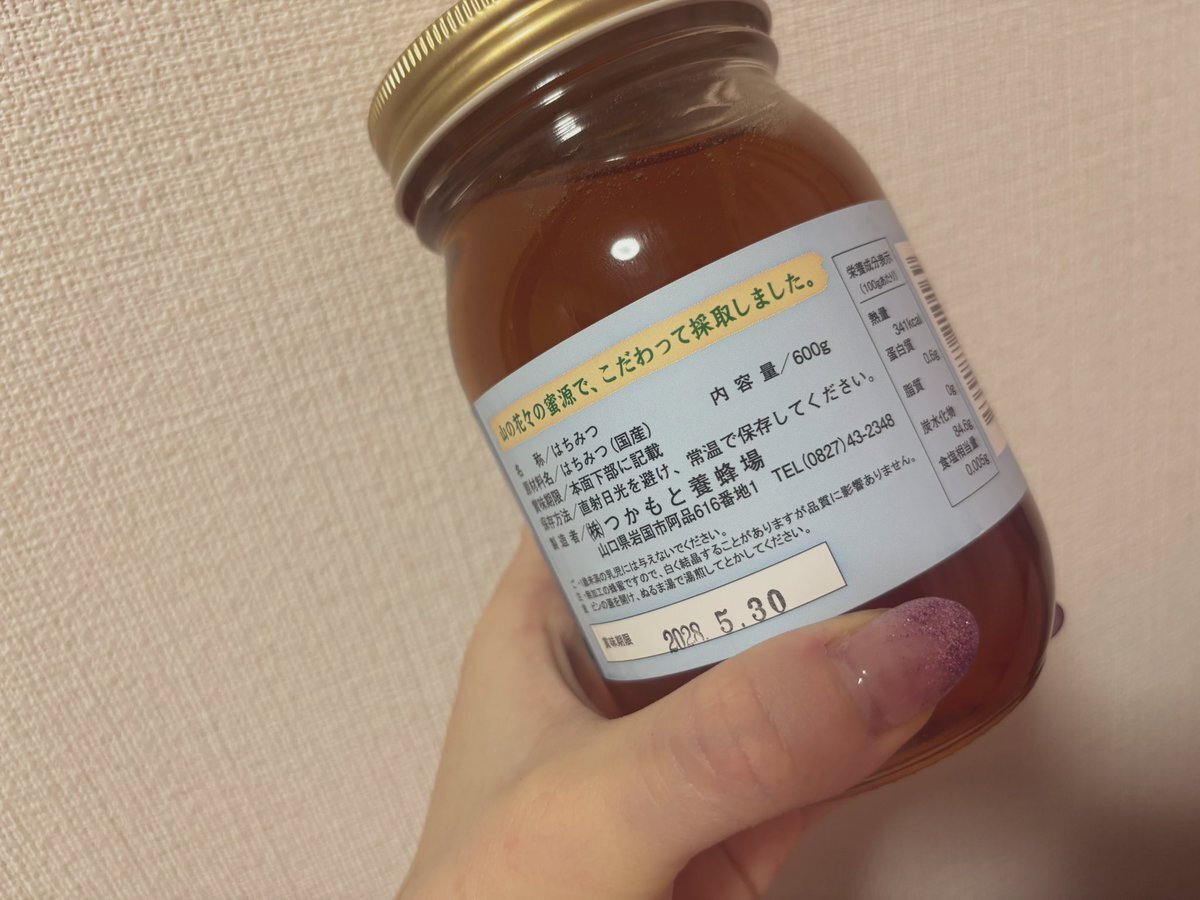 山の花々の蜜源で、こだわって採取しました。
内容量/600g
名称/はちみつ
原材料名/はちみつ(国産)
賞味期限/本面下部に記載
保存方法/直射日光を避け、常温で保存してください。
製造者/㈱つかもと養蜂場
山口県岩国市阿品616番地1 TEL(0827)43-2348
歳未満の乳児には与えないでください。
無加工の蜂蜜ですので、白く結晶することがありますが品質に影響ありません。
ビンの蓋を開け、ぬるま湯で湯煎してとかしてください。
賞味期限 2028.5.30
栄養成分表示
(100gあたり)
熱量
341kcal
蛋白質
0.6g
脂質
0g
炭水化物
84.6g
食塩相当量
0.005g